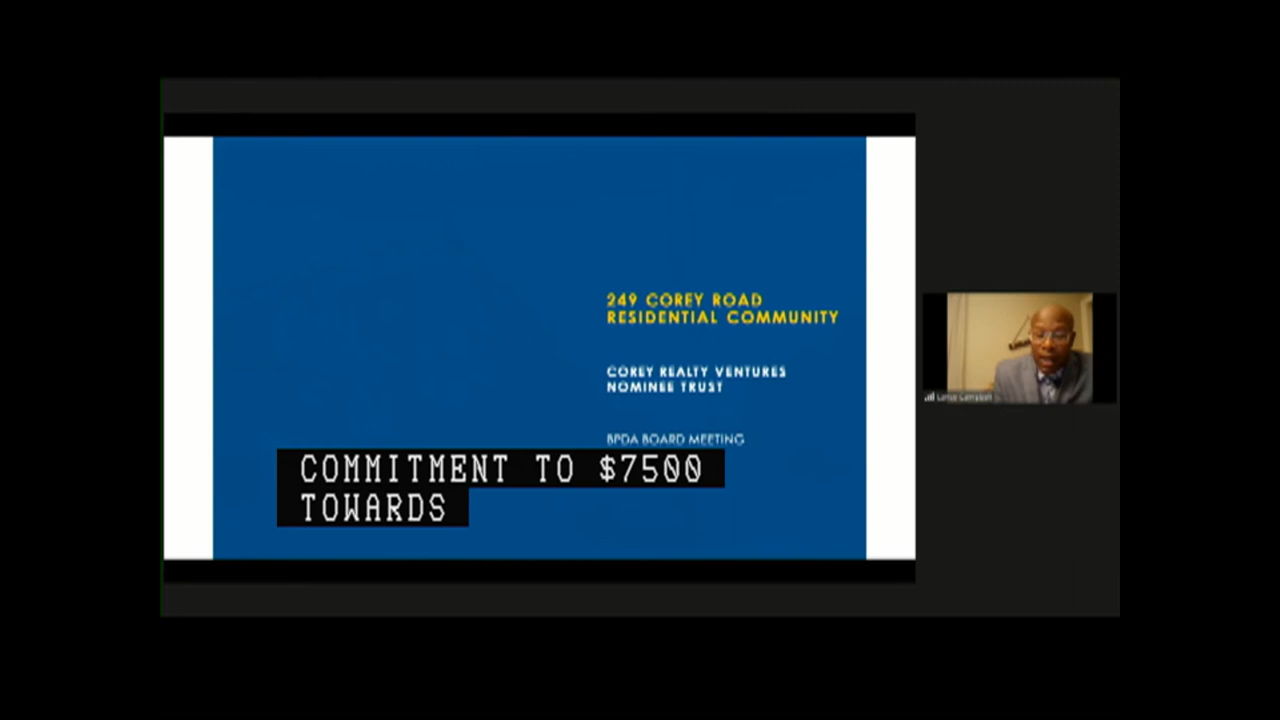 249 COREY ROAD
RESIDENTIAL COMMUNITY
COREY REALTY VENTURES
NOMINEE TRUST
BPDA BOARD MEETING
COMMITMENT TO $7500
TOWARDS